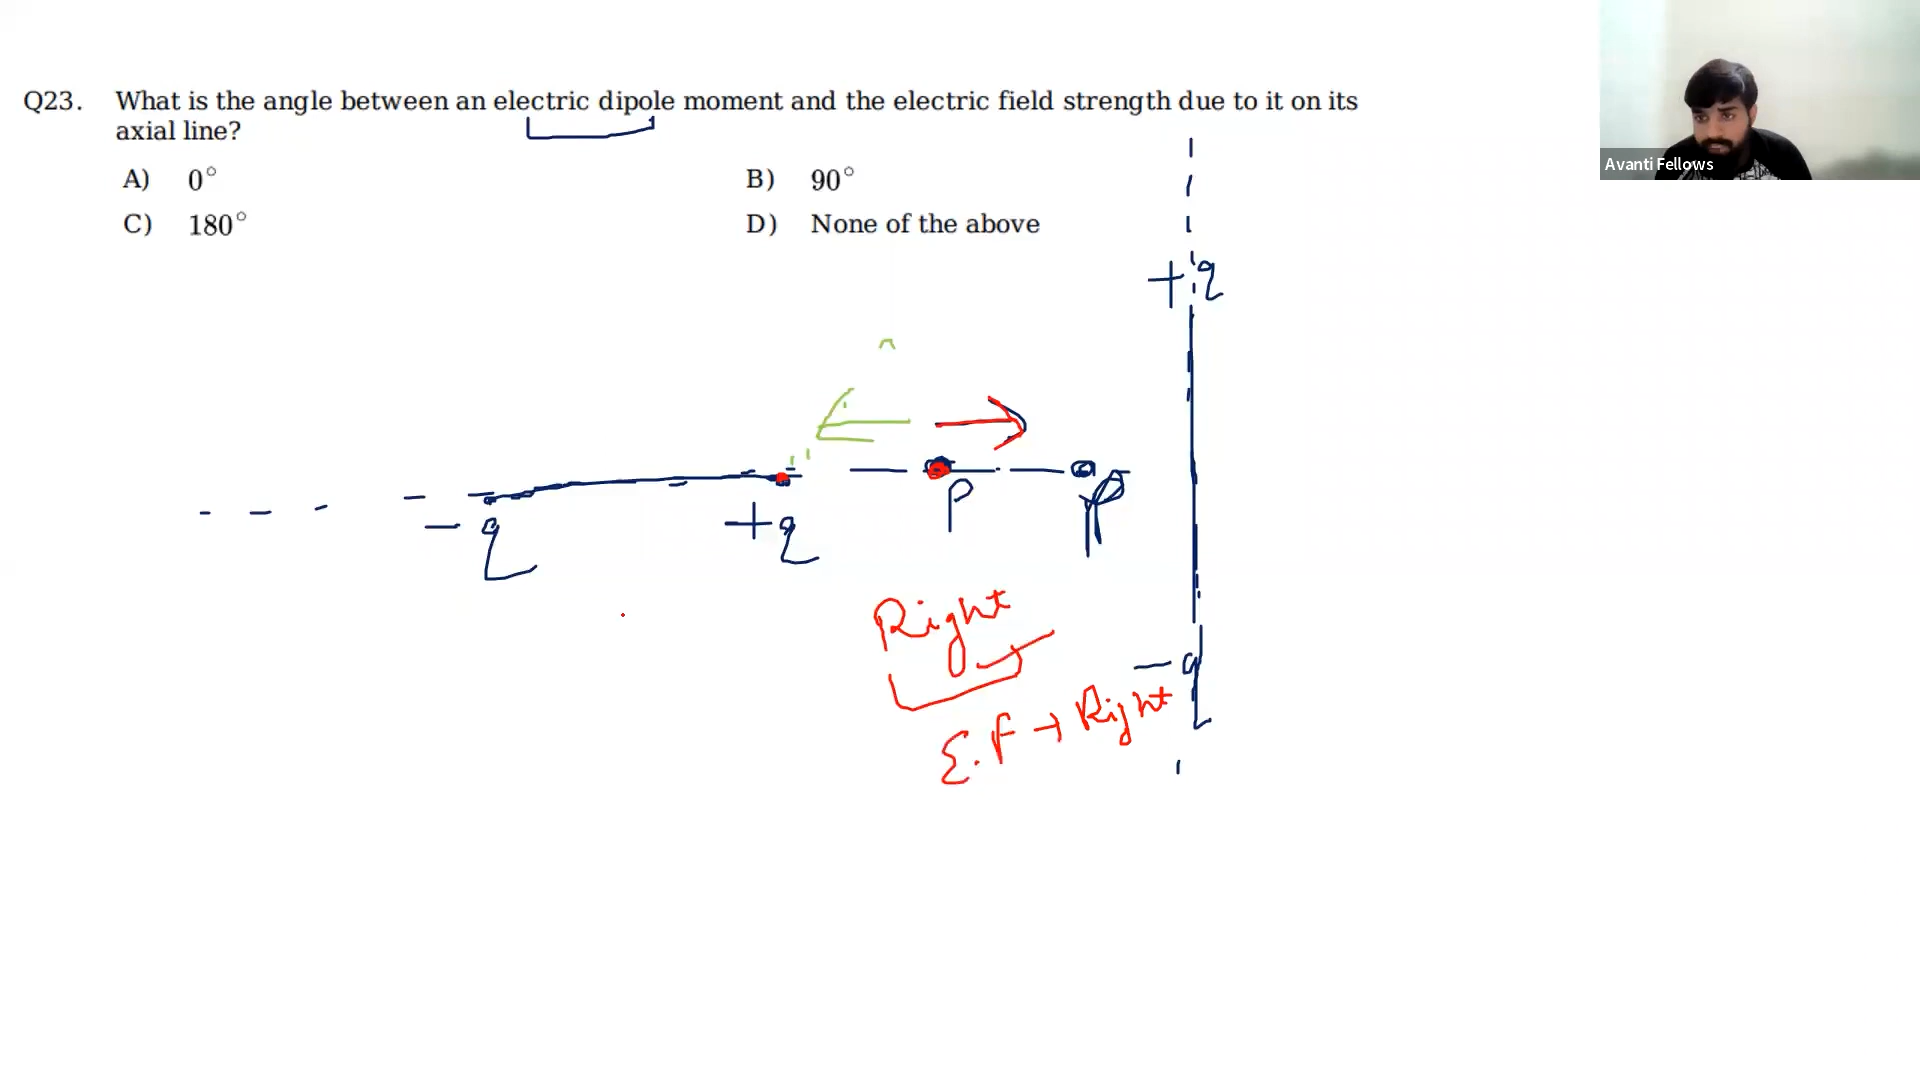 Q23. What is the angle between an electric dipole moment and the electric field strength due to it on its
axial line?
A) 0° B) 90°
C) 180° D) None of the above
Avanti Fellows
+q
-q +q P P
Right
-q
E.F → Right